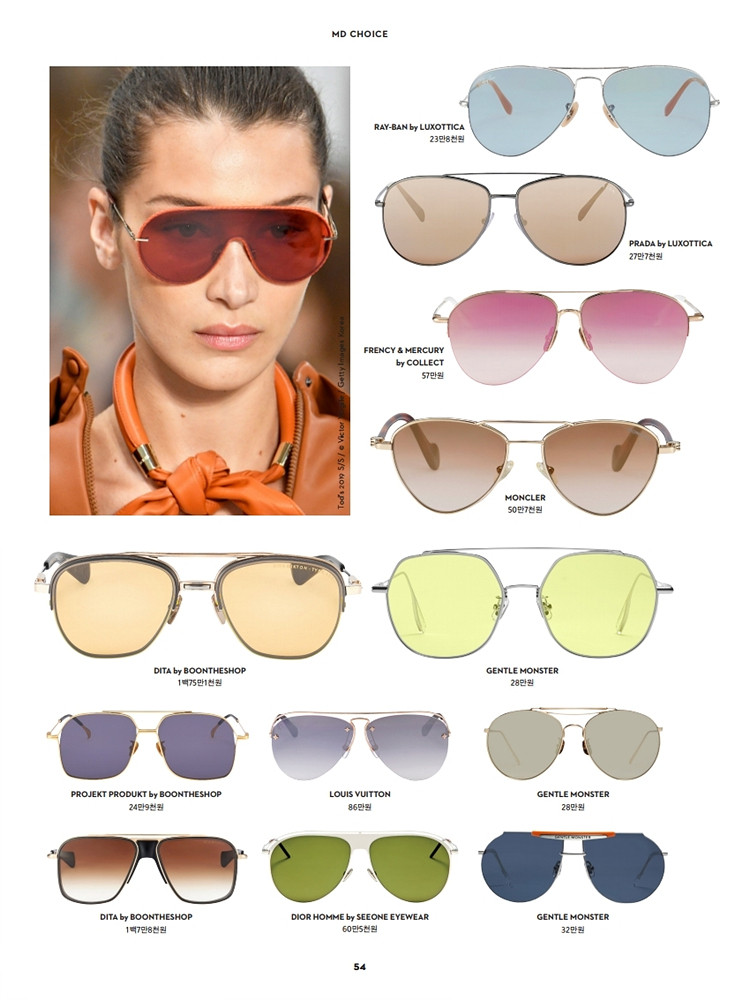 MD CHOICE
RAY-BAN by LUXOTTICA
23만8천원
PRADA by LUXOTTICA
27만7천원
FRENCY & MERCURY
by COLLECT
57만원
Tod's 2019 S/S/ © Victor / GettyImages Korea
MONCLER
50만7천원
DITA by BOONTHESHOP
1백75만1천원
GENTLE MONSTER
28만원
PROJEKT PRODUKT by BOONTHESHOP
24만9천원
LOUIS VUITTON
86만원
GENTLE MONSTER
28만원
GENTLE MONSTER
DITA by BOONTHESHOP
1백7만8천원
DIOR HOMME by SEEONE EYEWEAR
60만5천원
GENTLE MONSTER
32만원
54